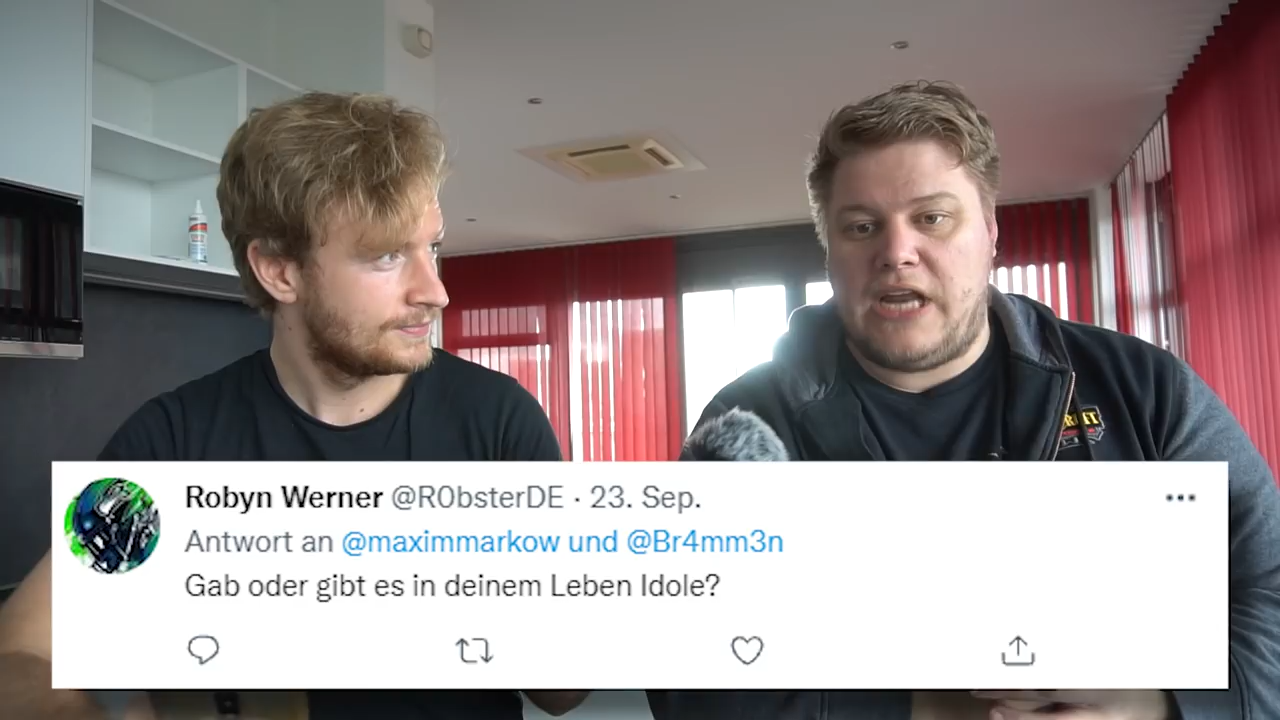 Robyn Werner @R0bsterDE · 23. Sep.
Antwort an @maximmarkow und @Br4mm3n
Gab oder gibt es in deinem Leben Idole?